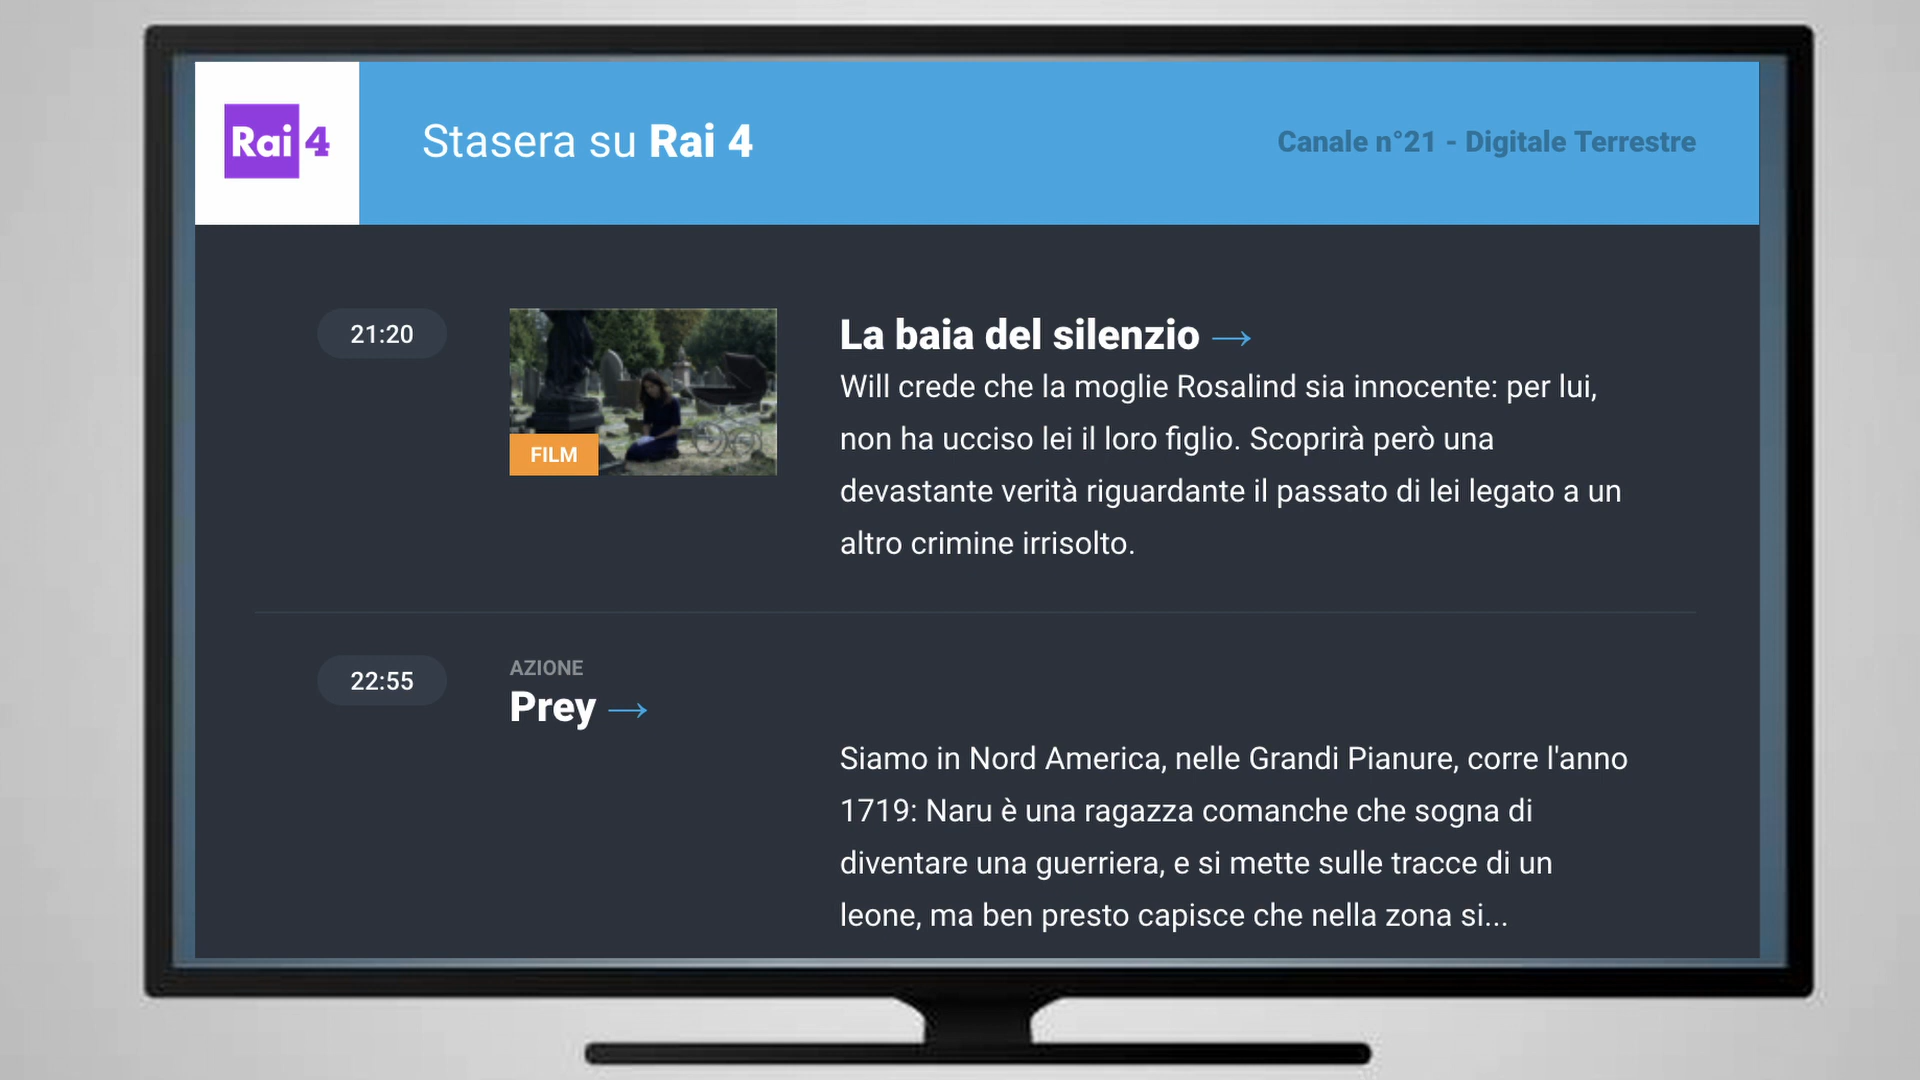 Rai 4
Stasera su Rai 4
Canale n°21 - Digitale Terrestre
21:20
FILM
La baia del silenzio →
Will crede che la moglie Rosalind sia innocente: per lui,
non ha ucciso lei il loro figlio. Scoprirà però una
devastante verità riguardante il passato di lei legato a un
altro crimine irrisolto.
22:55
AZIONE
Prey →
Siamo in Nord America, nelle Grandi Pianure, corre l'anno
1719: Naru è una ragazza comanche che sogna di
diventare una guerriera, e si mette sulle tracce di un
leone, ma ben presto capisce che nella zona si...